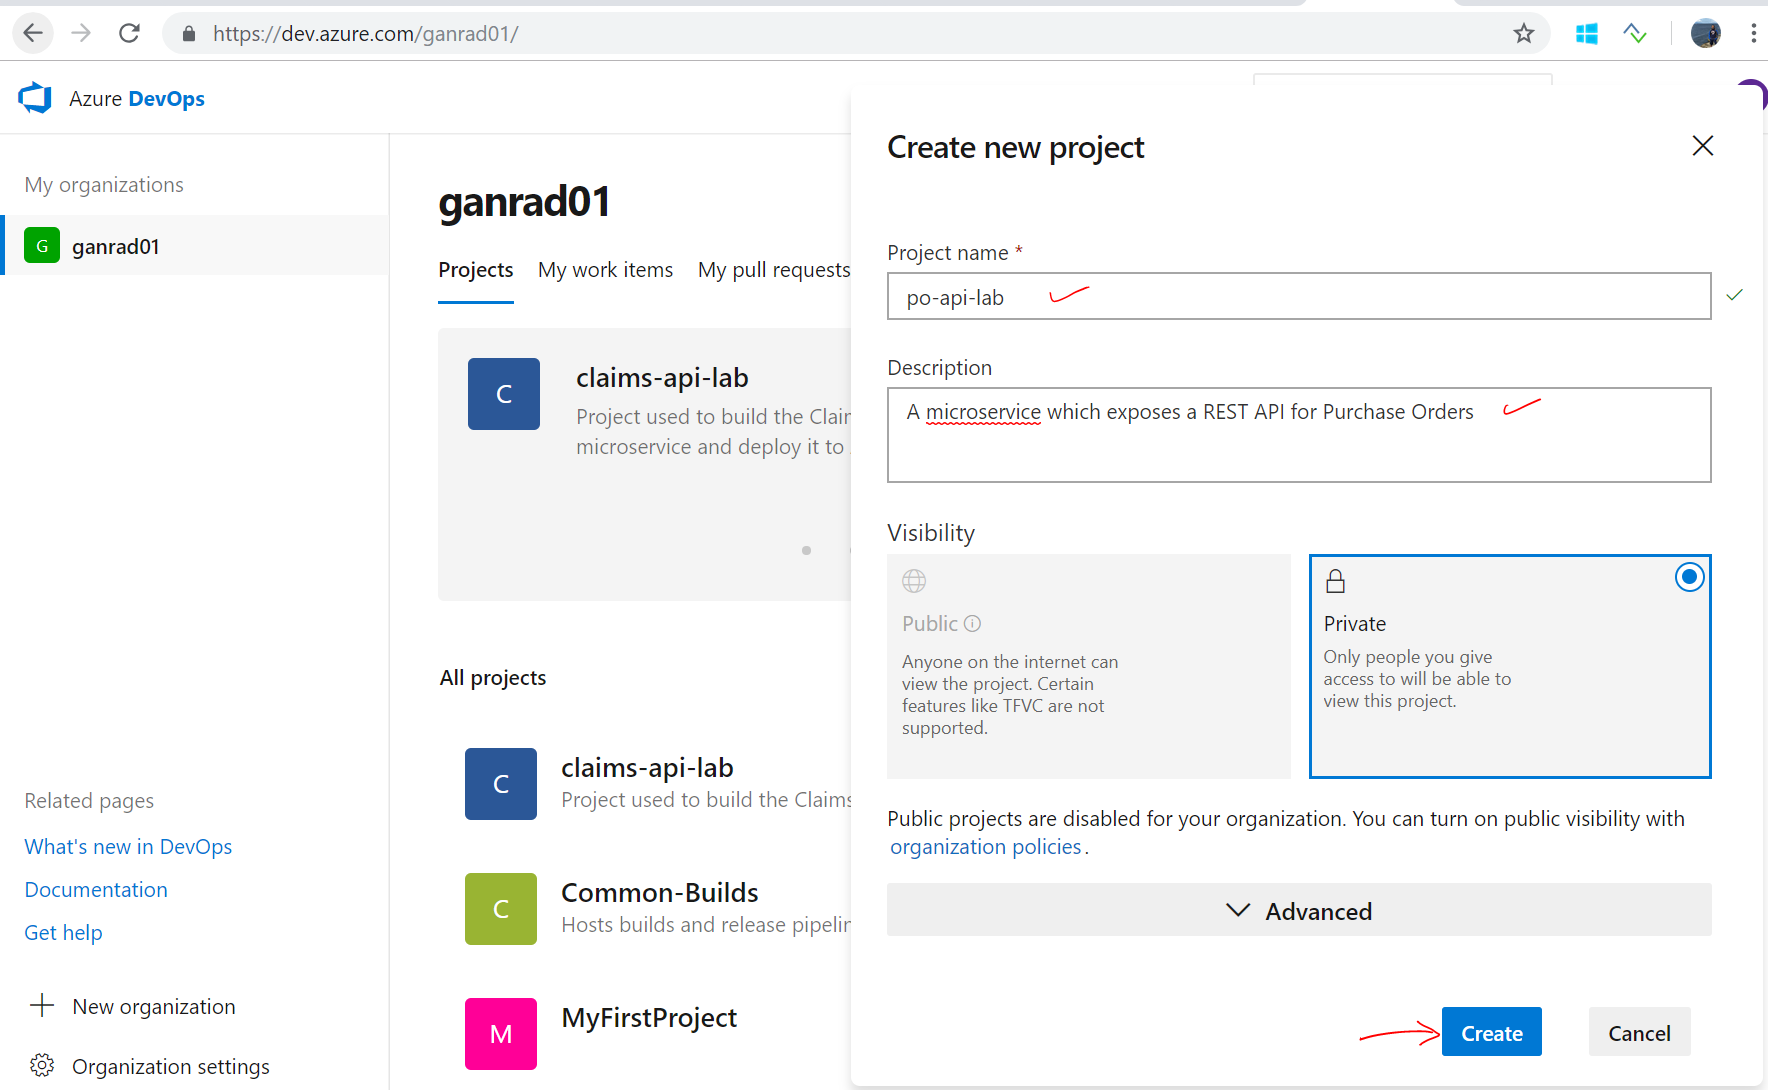 https://dev.azure.com/ganrad01/
Azure DevOps
My organizations
G
ganrad01
Related pages
What's new in DevOps
Documentation
Get help
New organization
Organization settings
ganrad01
Projects
My work items
My pull requests
C
claims-api-lab
Project used to build the Clair
microservice and deploy it to
All projects
C
claims-api-lab
Project used to build the Claims
C
Common-Builds
Hosts builds and release pipelin
M
MyFirstProject
Create new project
Project name *
po-api-lab
Description
A microservice which exposes a REST API for Purchase Orders
Visibility
Public
Anyone on the internet can
view the project. Certain
features like TFVC are not
supported.
Private
Only people you give
access to will be able to
view this project.
Public projects are disabled for your organization. You can turn on public visibility with
organization policies.
Advanced
Create
Cancel